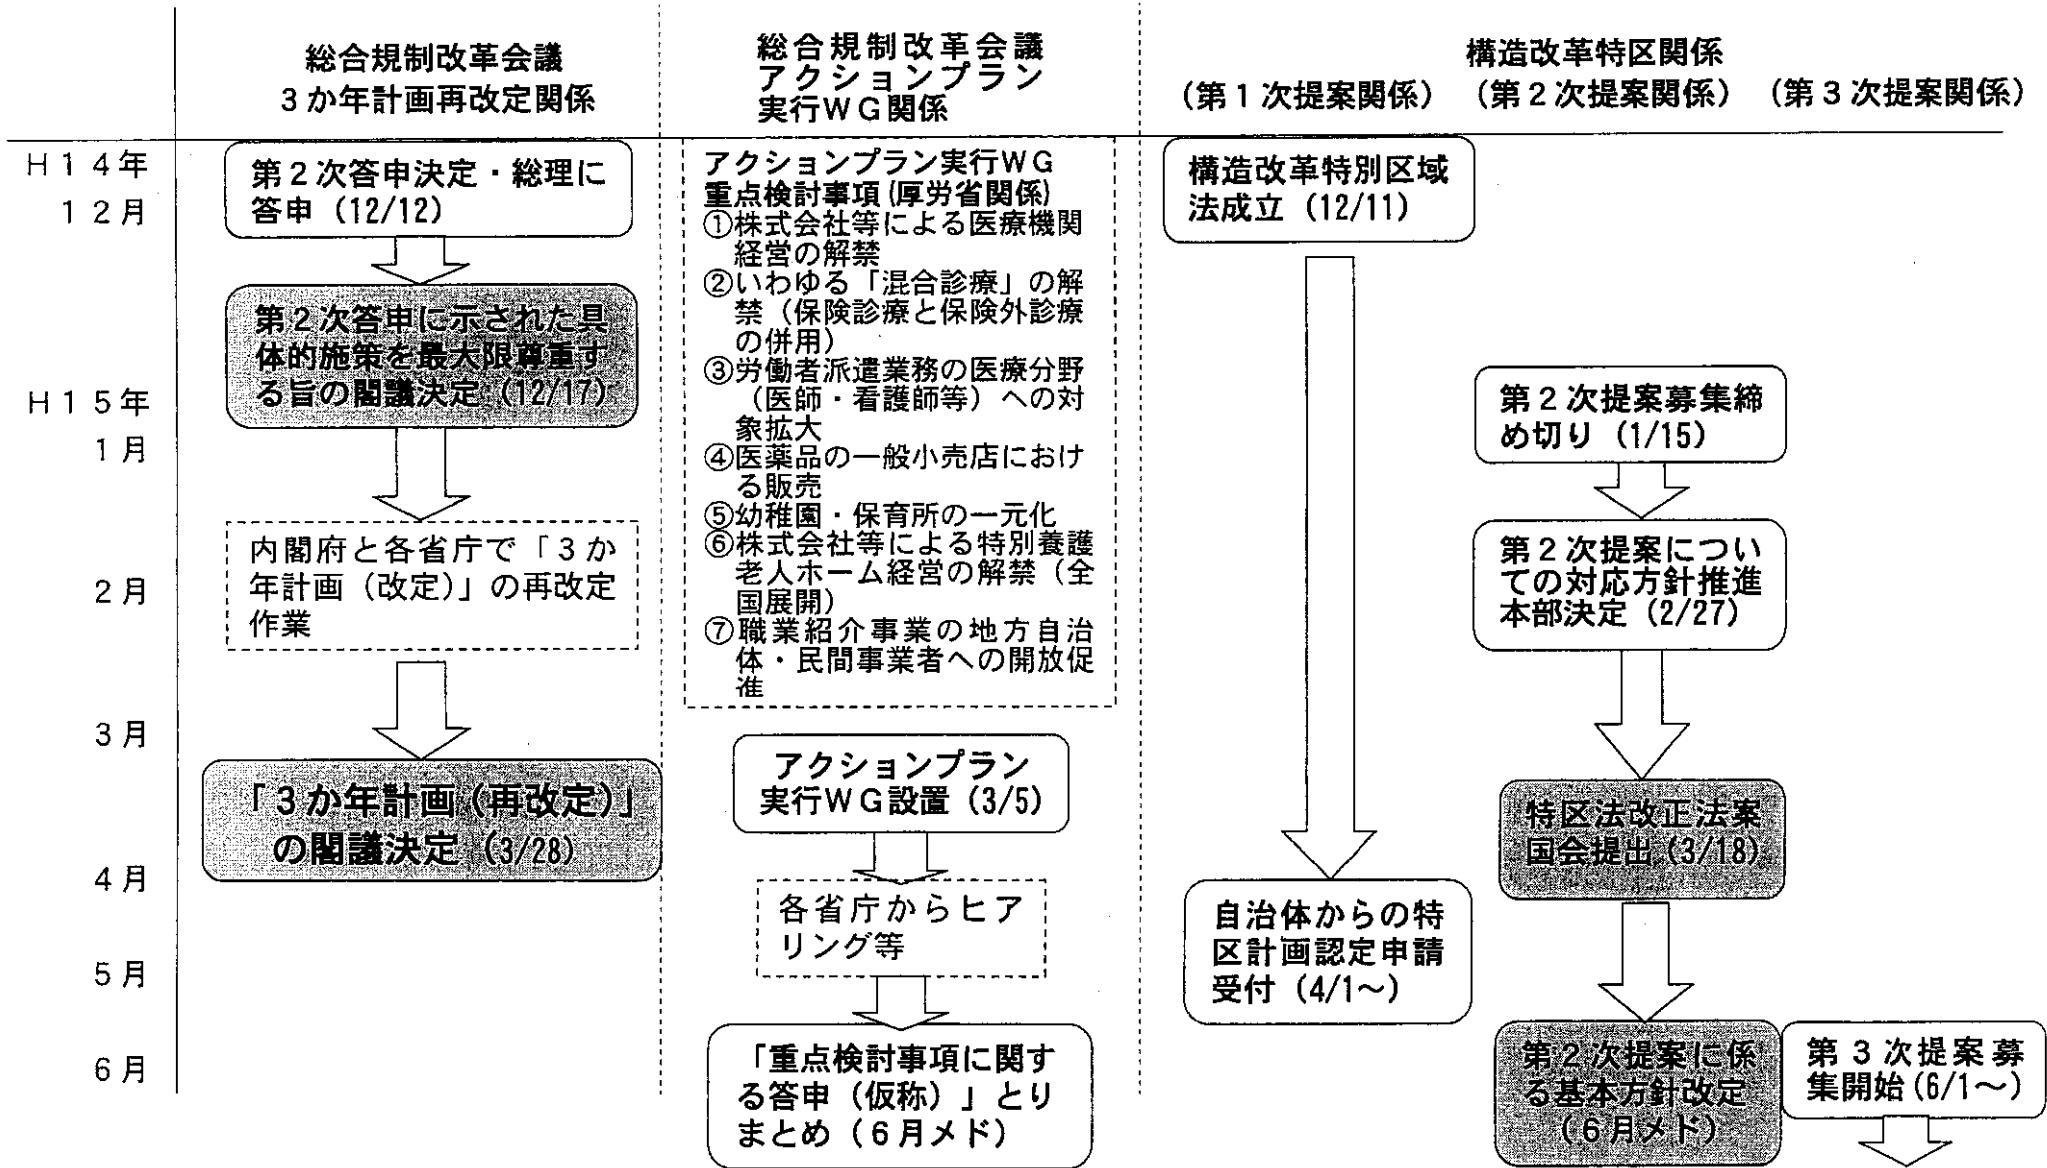 総合規制改革会議
3か年計画再改定関係
総合規制改革会議
アクションプラン
実行WG関係
構造改革特区関係
（第1次提案関係）
（第2次提案関係）
（第3次提案関係）
H14年
12月
H15年
1月
2月
3月
4月
5月
6月
第2次答申決定・総理に
答申（12/12）
第2次答申に示された具
体的施策を最大限尊重す
る旨の閣議決定（12/17）
内閣府と各省庁で「3か
年計画（改定）」の再改定
作業
「3か年計画（再改定）」
の閣議決定（3/28）
アクションプラン実行WG
重点検討事項（厚労省関係）
①株式会社等による医療機関
経営の解禁
②いわゆる「混合診療」の解
禁（保険診療と保険外診療
の併用）
③労働者派遣業務の医療分野
（医師・看護師等）への対
象拡大
④医薬品の一般小売店におけ
る販売
⑤幼稚園・保育所の一元化
⑥株式会社等による特別養護
老人ホーム経営の解禁（全
国展開）
⑦職業紹介事業の地方自治
体・民間事業者への開放促
進
アクションプラン
実行WG設置（3/5）
各省庁からヒア
リング等
「重点検討事項に関す
る答申（仮称）」とり
まとめ（6月メド）
構造改革特別区域
法成立（12/11）
自治体からの特
区計画認定申請
受付（4/1～）
第2次提案募集締
め切り（1/15）
第2次提案につい
ての対応方針推進
本部決定（2/27）
特区法改正法案
国会提出（3/18）
第2次提案に係
る基本方針改定
（6月メド）
第3次提案募
集開始（6/1～）